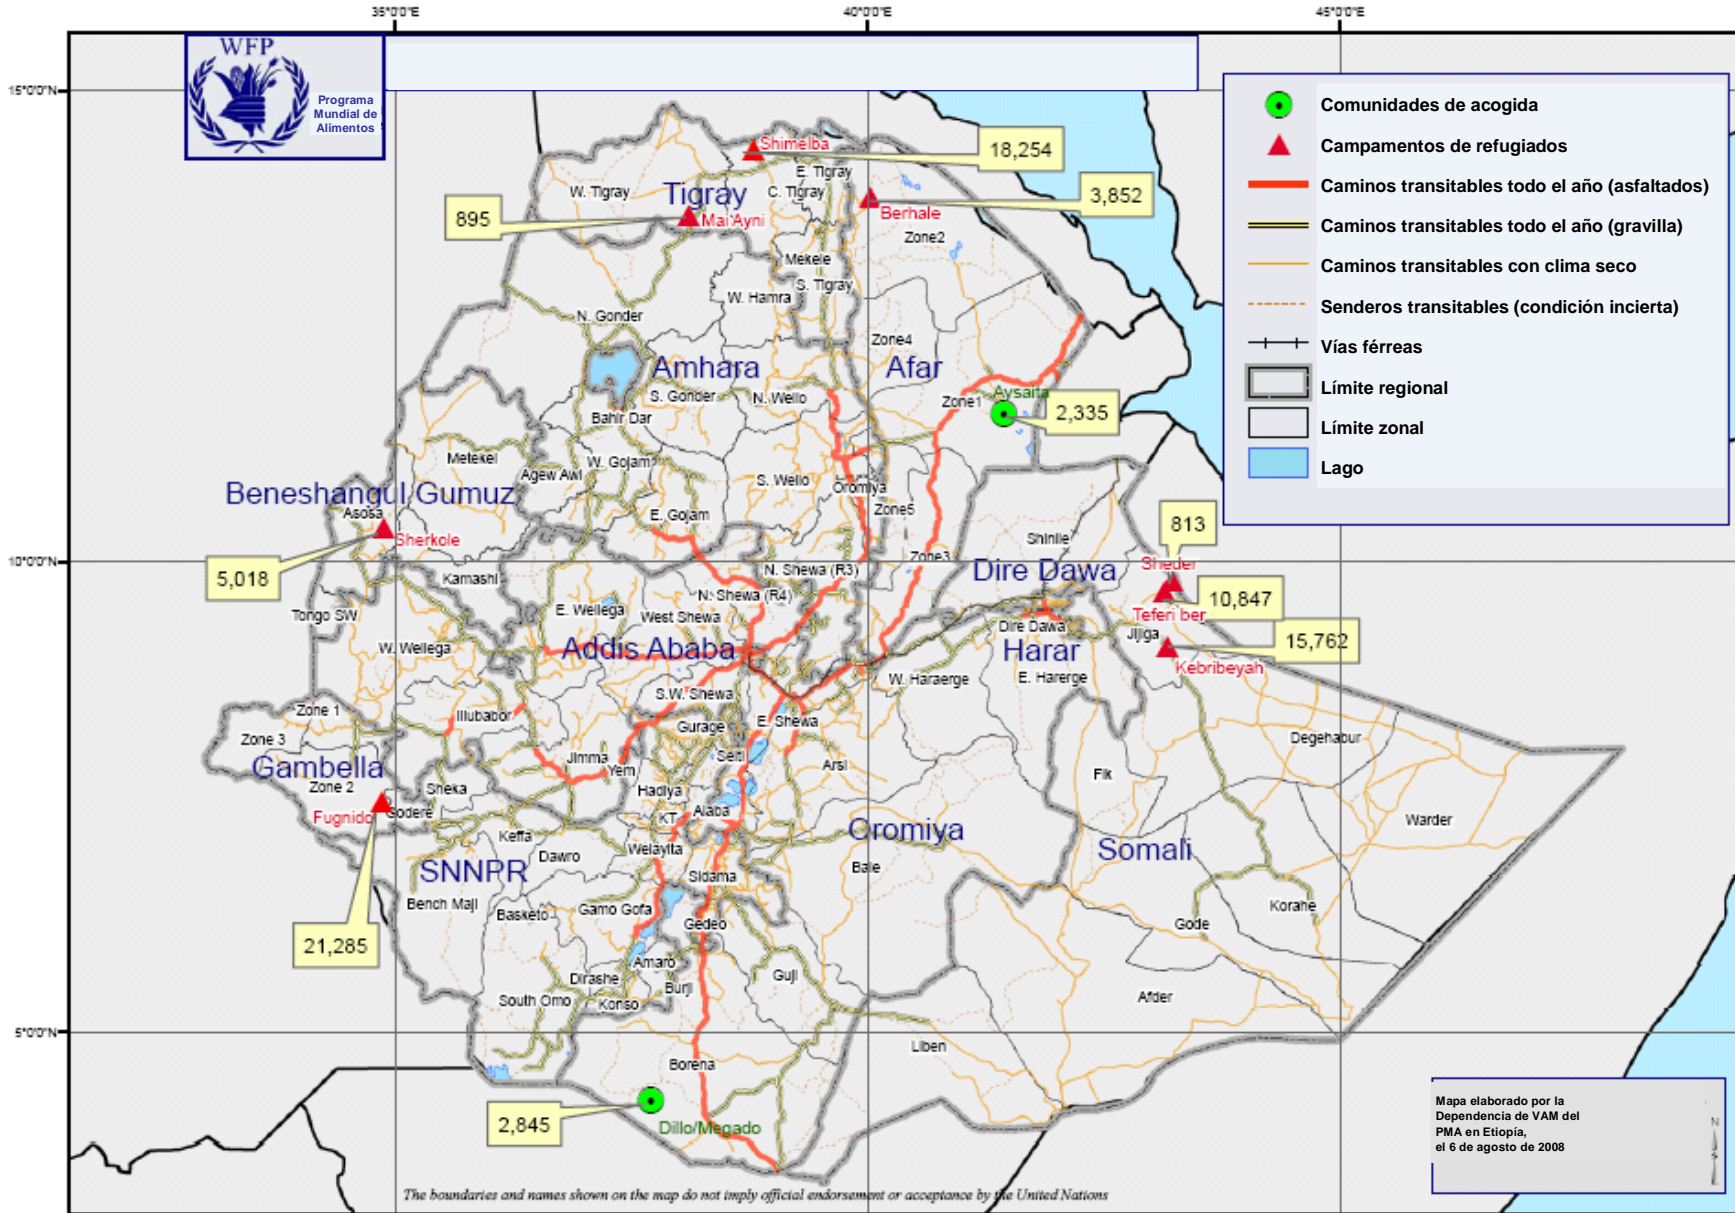 35°0'0"E
40°0'0"E
45°0'0"E
15°0'0"N
10°0'0"N
5°0'0"N
WFP
Programa
Mundial de
Alimentos
Comunidades de acogida
Campamentos de refugiados
Caminos transitables todo el año (asfaltados)
Caminos transitables todo el año (gravilla)
Caminos transitables con clima seco
Senderos transitables (condición incierta)
Vías férreas
Límite regional
Límite zonal
Lago
Shimelba
18,254
E. Tigray
W. Tigray
C. Tigray
Tigray
3,852
895
Mai Ayni
Berhale
Zone2
Mekele
S. Tigray
W. Hamra
N. Gonder
Zone4
Amhara
Afar
S. Gonder
N. Wello
Zone1
Aysaita
2,335
Bahir Dar
Metekel
W. Gojam
Agew Awi
S. Wello
Oromiya
Beneshangul Gumuz
Asosa
Zone5
E. Gojam
813
Sherkole
Shinile
Zone3
Sheder
5,018
Kamashi
N. Shewa (R3)
Dire Dawa
N. Shewa (R4)
10,847
Tongo SW
E. Wellega
West Shewa
Teferi ber
Dire Dawa
Jijiga
15,762
W. Wellega
Addis Ababa
Harar
Kebribeyah
W. Haraerge
E. Harerge
S.W. Shewa
Zone 1
Illubabor
Gurage
E. Shewa
Zone 3
Degehabur
Jimma
Selti
Gambella
Yem
Arsi
Fik
Zone 2
Sheka
Hadiya
Fugnido
Godere
Alaba
KT
Warder
Keffa
Oromiya
Somali
Welayita
Dawro
SNNPR
Bale
Sidama
Bench Maji
Basketo
Gamo Gofa
Korahe
Gedeo
Gode
21,285
Amaro
Dirashe
Guji
Burji
South Omo
Konso
Afder
Liben
Borena
2,845
Dillo/Megado
Mapa elaborado por la
Dependencia de VAM del
PMA en Etiopía,
el 6 de agosto de 2008
N
The boundaries and names shown on the map do not imply official endorsement or acceptance by the United Nations